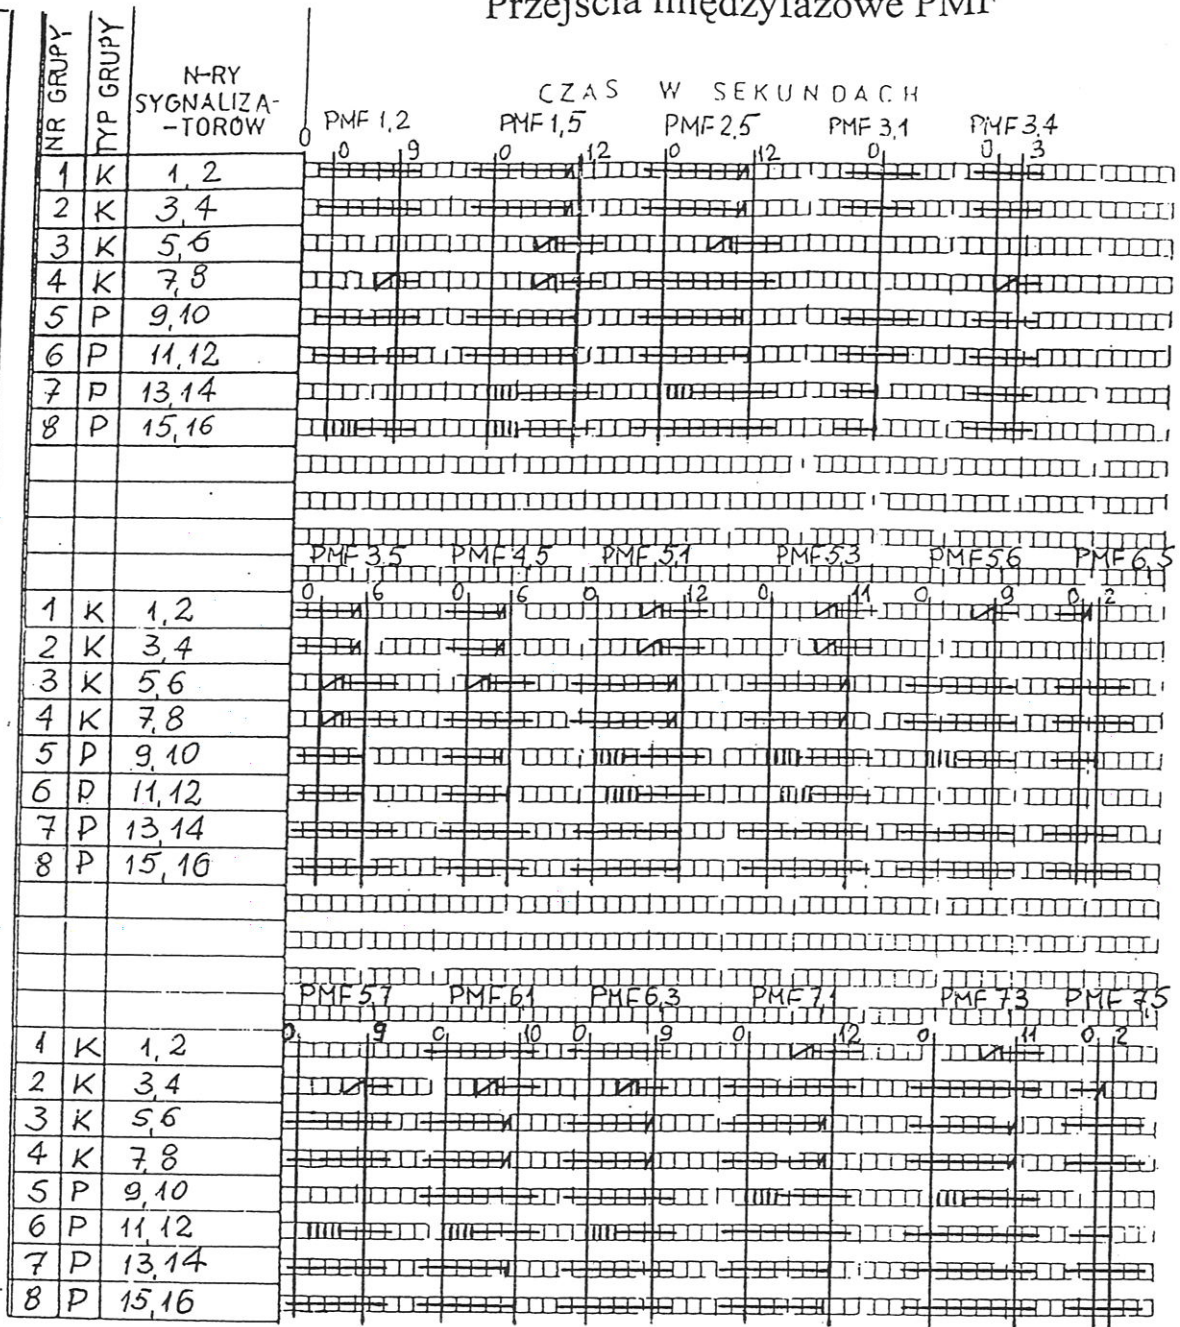 Przejścia międzyfazowe PMF
NR GRUPY
TYP GRUPY
N-RY
SYGNALIZA-
-TORÓW
CZAS W SEKUNDACH
PMF 1,2 PMF 1,5 PMF 2,5 PMF 3,1 PMF 3,4
0 0 9 0 12 0 12 0 0 3
1 K 1, 2
2 K 3, 4
3 K 5, 6
4 K 7, 8
5 P 9, 10
6 P 11, 12
7 P 13, 14
8 P 15, 16
PMF 3.5 PMF 4,5 PMF 5,1 PMF 5.3 PMF 5,6 PMF 6,5
0 6 0 6 0 12 0 11 0 9 0 2
1 K 1, 2
2 K 3, 4
3 K 5, 6
4 K 7, 8
5 P 9, 10
6 P 11, 12
7 P 13, 14
8 P 15, 16
PMF 5,7 PMF 6,1 PMF 6,3 PMF 7,1 PMF 7,3 PMF 7,5
0 9 0 10 0 9 0 12 0 11 0 2
1 K 1, 2
2 K 3, 4
3 K 5, 6
4 K 7, 8
5 P 9, 10
6 P 11, 12
7 P 13, 14
8 P 15, 16